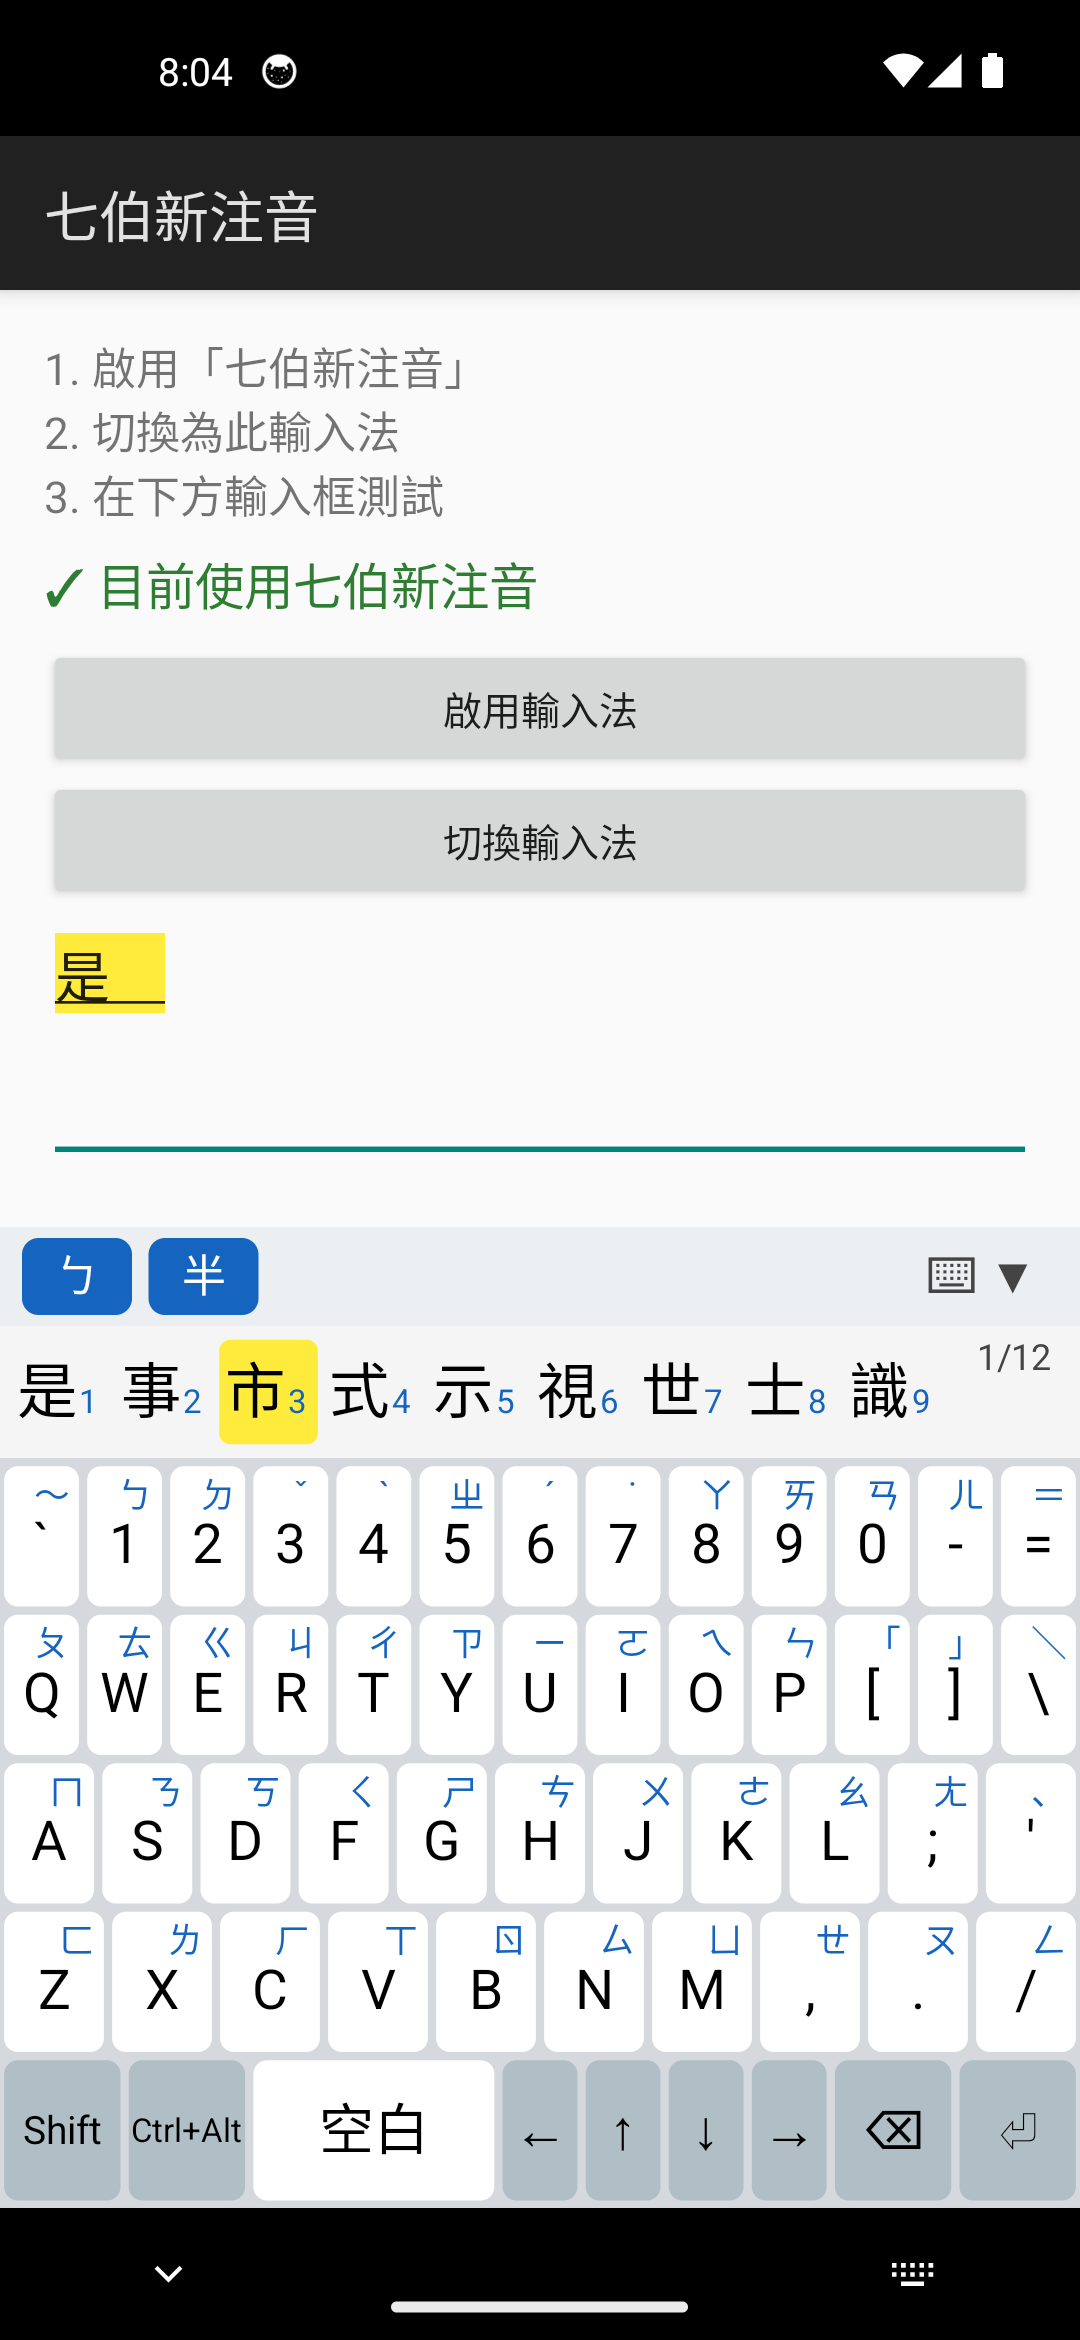 8:04
七伯新注音
1. 啟用「七伯新注音」
2. 切換為此輸入法
3. 在下方輸入框測試
✓ 目前使用七伯新注音
啟用輸入法
切換輸入法
是
ㄅ 半 ▼
是1 事2 市3 式4 示5 視6 世7 士8 識9 1/12
～ ㄅ ㄉ ˇ ˋ ㄓ ˊ ˙ ㄚ ㄞ ㄢ ㄦ ＝
` 1 2 3 4 5 6 7 8 9 0 - =
ㄆ ㄊ ㄍ ㄐ ㄔ ㄗ ㄧ ㄛ ㄟ ㄣ 「 」 ＼
Q W E R T Y U I O P [ ] \
ㄇ ㄋ ㄎ ㄑ ㄕ ㄘ ㄨ ㄜ ㄠ ㄤ 、
A S D F G H J K L ; '
ㄈ ㄌ ㄏ ㄒ ㄖ ㄙ ㄩ ㄝ ㄡ ㄥ
Z X C V B N M , . /
Shift Ctrl+Alt 空白 ← ↑ ↓ → ⌫ ⏎